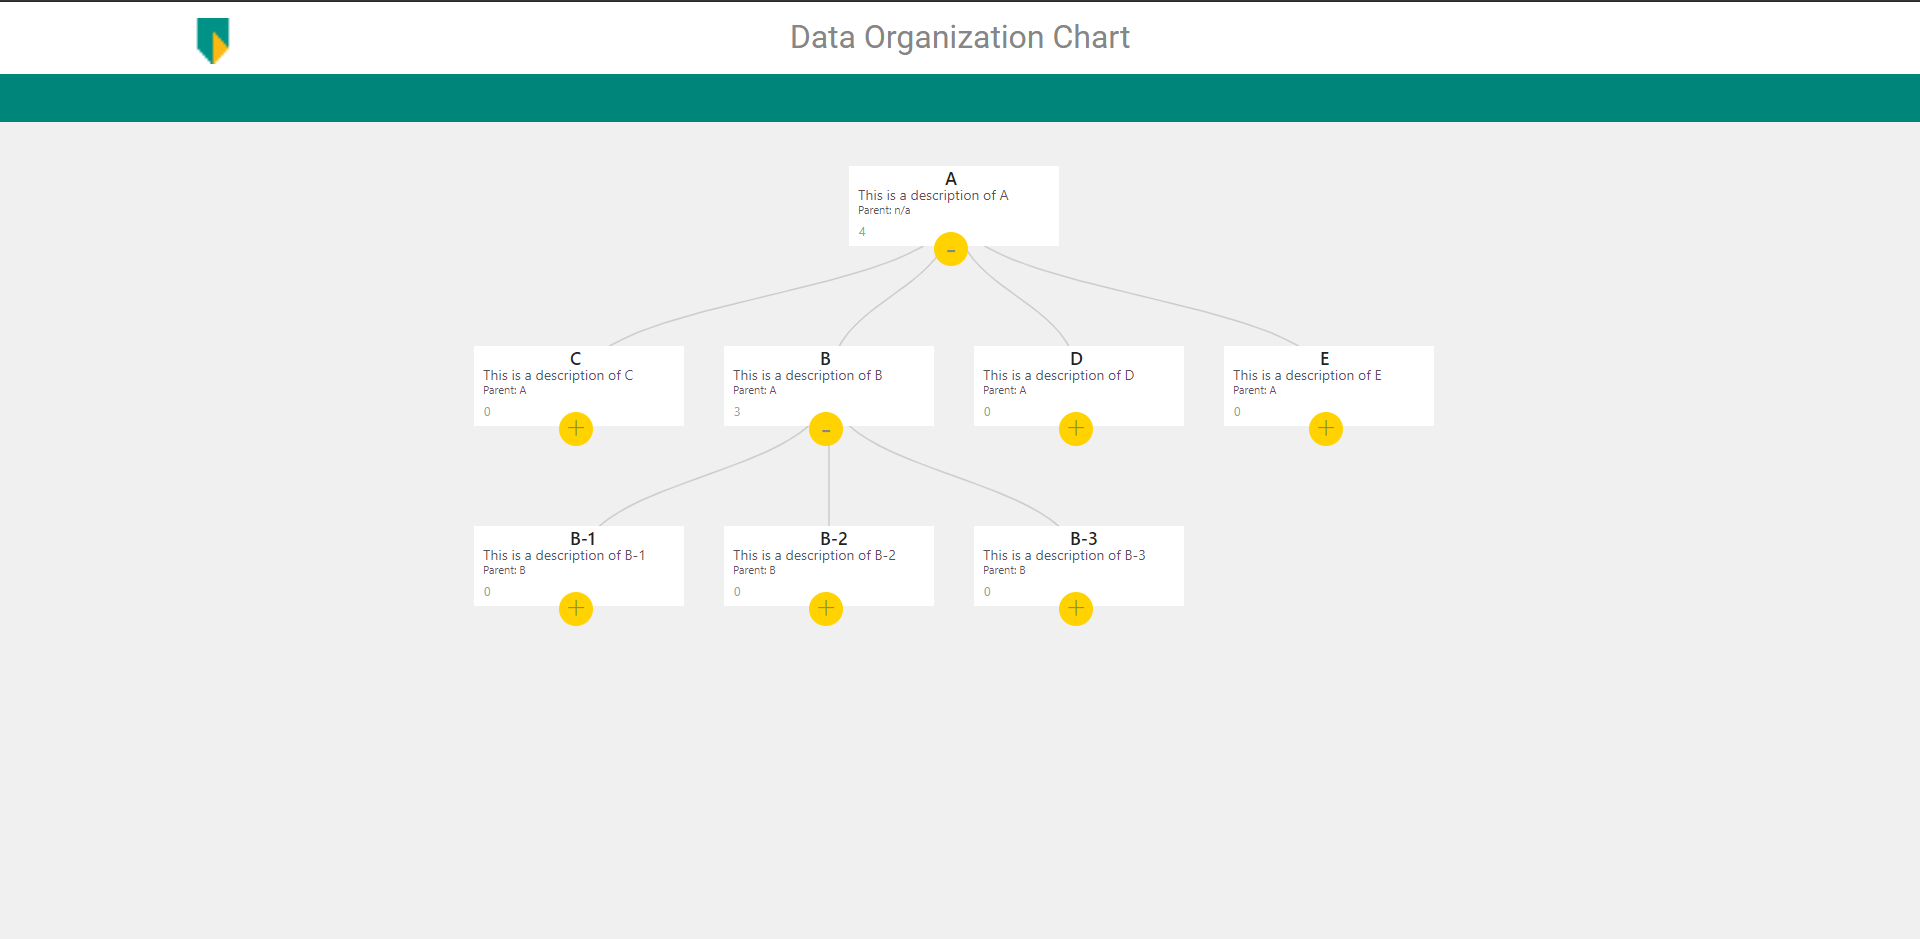 Data Organization Chart
A
This is a description of A
Parent: n/a
4
-
C
This is a description of C
Parent: A
0
+
B
This is a description of B
Parent: A
3
-
D
This is a description of D
Parent: A
0
+
E
This is a description of E
Parent: A
0
+
B-1
This is a description of B-1
Parent: B
0
+
B-2
This is a description of B-2
Parent: B
0
+
B-3
This is a description of B-3
Parent: B
0
+